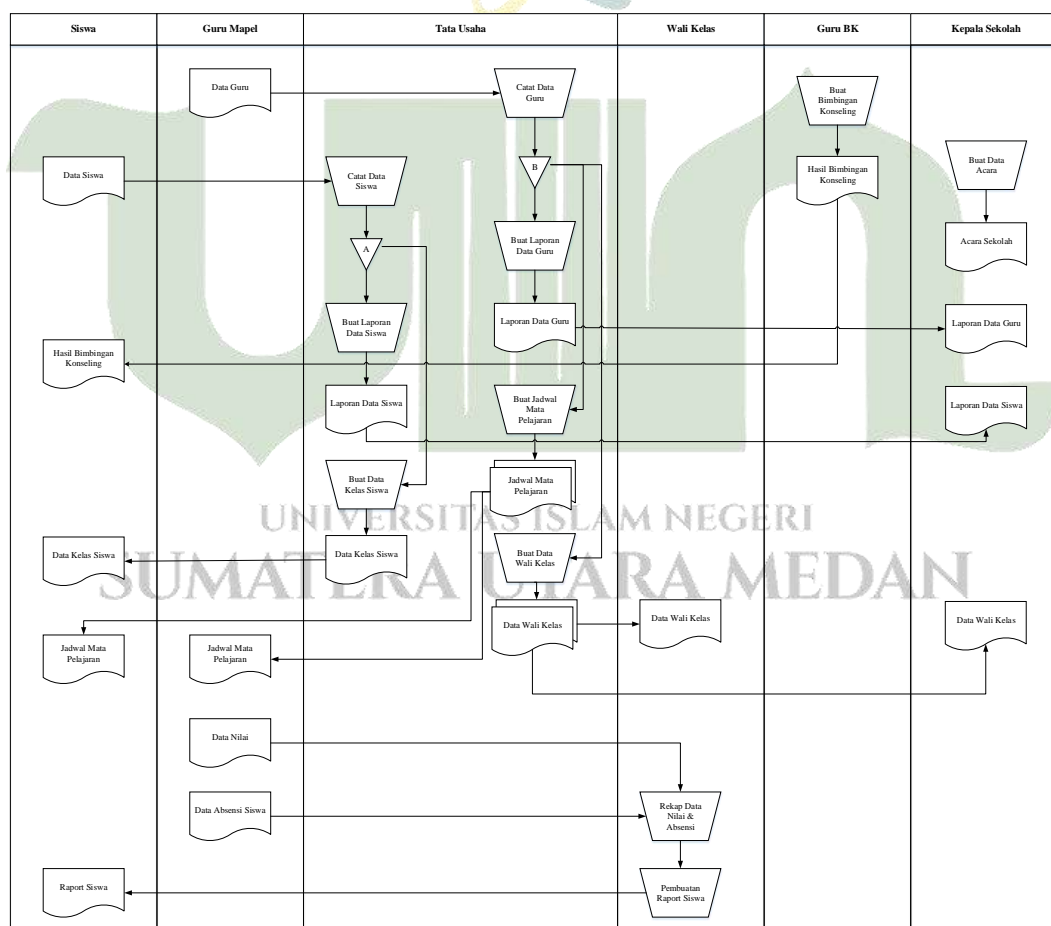 Siswa
Guru Mapel
Tata Usaha
Wali Kelas
Guru BK
Kepala Sekolah
Data Guru
Catat Data
Guru
Buat
Bimbingan
Konseling
Data Siswa
Catat Data
Siswa
B
Hasil Bimbingan
Konseling
Buat Data
Acara
A
Buat Laporan
Data Guru
Acara Sekolah
Buat Laporan
Data Siswa
Laporan Data Guru
Laporan Data Guru
Hasil Bimbingan
Konseling
Laporan Data Siswa
Buat Jadwal
Mata
Pelajaran
Laporan Data Siswa
Buat Data
Kelas Siswa
Jadwal Mata
Pelajaran
UNIVERSITAS ISLAM NEGERI
SUMATERA UTARA MEDAN
Data Kelas Siswa
Data Kelas Siswa
Buat Data
Wali Kelas
Data Wali Kelas
Data Wali Kelas
Data Wali Kelas
Jadwal Mata
Pelajaran
Jadwal Mata
Pelajaran
Data Nilai
Data Absensi Siswa
Rekap Data
Nilai &
Absensi
Raport Siswa
Pembuatan
Raport Siswa